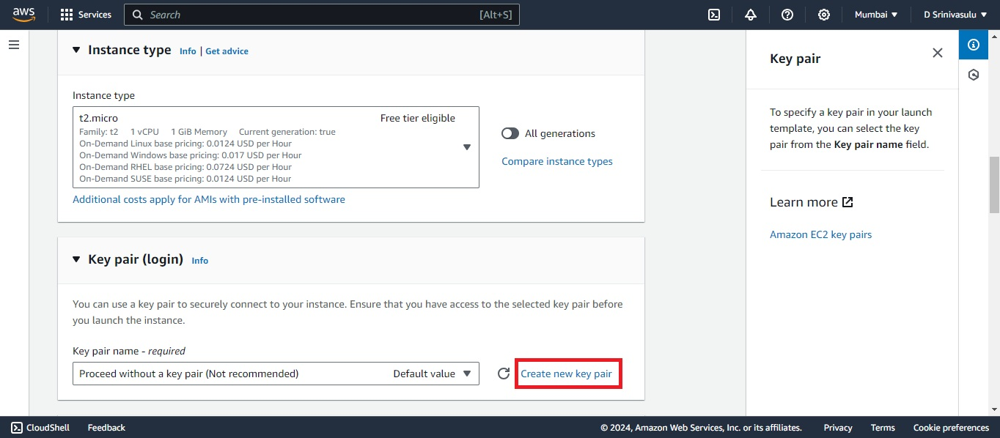 aws
Services
Search [Alt+S]
Mumbai ▼
D Srinivasulu ▼
▼ Instance type Info | Get advice
Instance type
t2.micro Free tier eligible
Family: t2 1 vCPU 1 GiB Memory Current generation: true
On-Demand Linux base pricing: 0.0124 USD per Hour
On-Demand Windows base pricing: 0.017 USD per Hour
On-Demand RHEL base pricing: 0.0724 USD per Hour
On-Demand SUSE base pricing: 0.0124 USD per Hour
All generations
Compare instance types
Additional costs apply for AMIs with pre-installed software
▼ Key pair (login) Info
You can use a key pair to securely connect to your instance. Ensure that you have access to the selected key pair before
you launch the instance.
Key pair name - required
Proceed without a key pair (Not recommended) Default value ▼
Create new key pair
Key pair
To specify a key pair in your launch
template, you can select the key
pair from the Key pair name field.
Learn more
Amazon EC2 key pairs
CloudShell
Feedback
© 2024, Amazon Web Services, Inc. or its affiliates.
Privacy
Terms
Cookie preferences